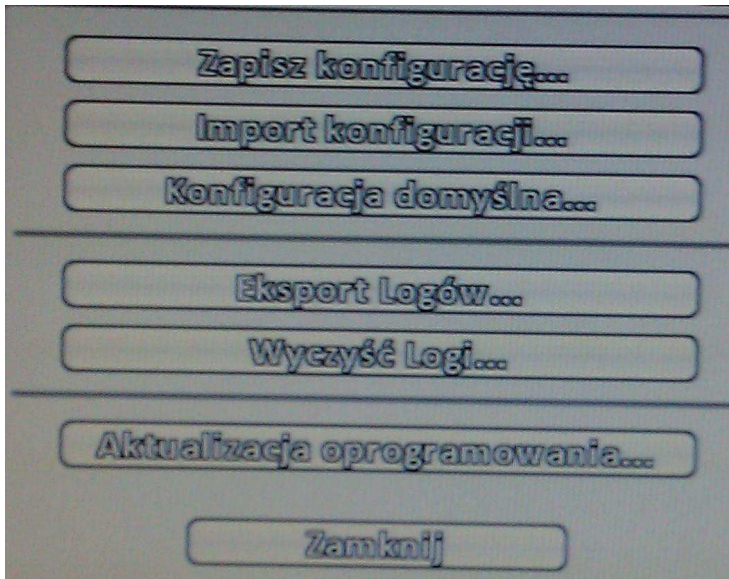 Zapisz konfigurację...
Import konfiguracji...
Konfiguracja domyślna...
Eksport Logów...
Wyczyść Logi...
Aktualizacja oprogramowania...
Zamknij